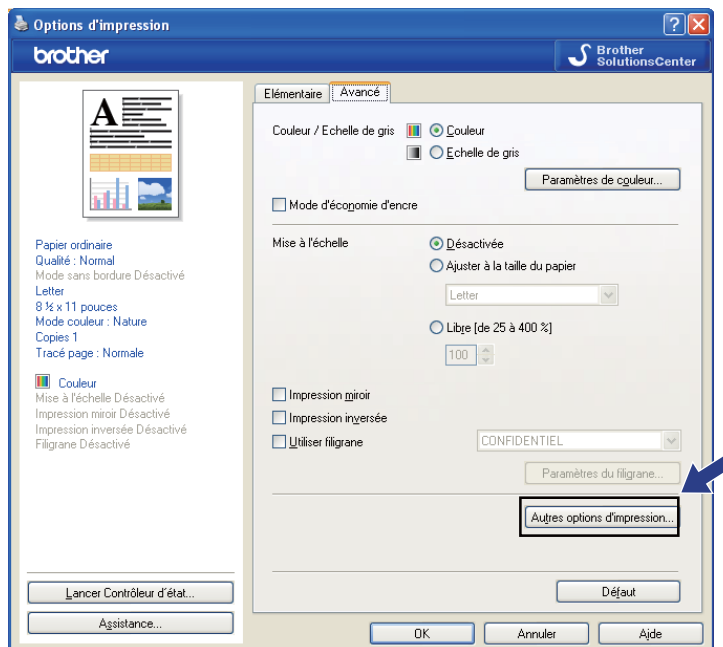 Options d'impression
brother
Brother
SolutionsCenter
Elémentaire Avancé
A
Papier ordinaire
Qualité : Normal
Mode sans bordure Désactivé
Letter
8 ½ x 11 pouces
Mode couleur : Nature
Copies 1
Tracé page : Normale
Couleur
Mise à l'échelle Désactivé
Impression miroir Désactivé
Impression inversée Désactivé
Filigrane Désactivé
Lancer Contrôleur d'état...
Assistance...
Couleur / Echelle de gris Couleur
Echelle de gris
Paramètres de couleur...
Mode d'économie d'encre
Mise à l'échelle Désactivée
Ajuster à la taille du papier
Letter
Libre [de 25 à 400 %]
100
Impression miroir
Impression inversée
Utiliser filigrane CONFIDENTIEL
Paramètres du filigrane...
Autres options d'impression...
Défaut
OK Annuler Aide